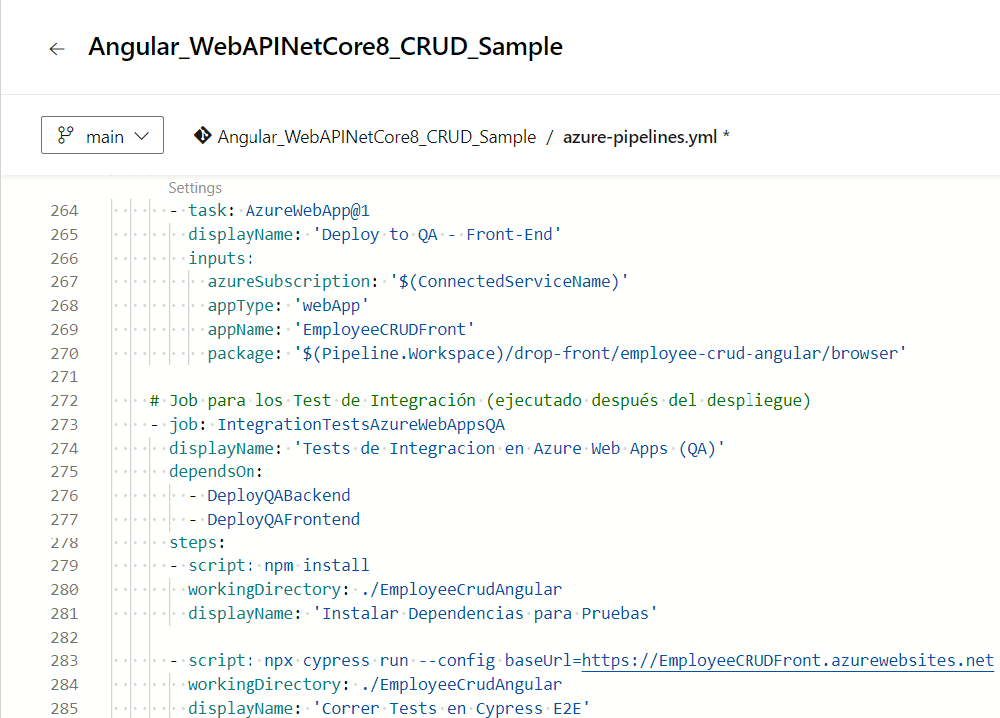 Angular_WebAPINetCore8_CRUD_Sample
main Angular_WebAPINetCore8_CRUD_Sample / azure-pipelines.yml *
Settings
264 - task: AzureWebApp@1
265 displayName: 'Deploy to QA - Front-End'
266 inputs:
267 azureSubscription: '$(ConnectedServiceName)'
268 appType: 'webApp'
269 appName: 'EmployeeCRUDFront'
270 package: '$(Pipeline.Workspace)/drop-front/employee-crud-angular/browser'
271
272 # Job para los Test de Integración (ejecutado después del despliegue)
273 - job: IntegrationTestsAzureWebAppsQA
274 displayName: 'Tests de Integracion en Azure Web Apps (QA)'
275 dependsOn:
276 - DeployQABackend
277 - DeployQAFrontend
278 steps:
279 - script: npm install
280 workingDirectory: ./EmployeeCrudAngular
281 displayName: 'Instalar Dependencias para Pruebas'
282
283 - script: npx cypress run --config baseUrl=https://EmployeeCRUDFront.azurewebsites.net
284 workingDirectory: ./EmployeeCrudAngular
285 displayName: 'Correr Tests en Cypress E2E'